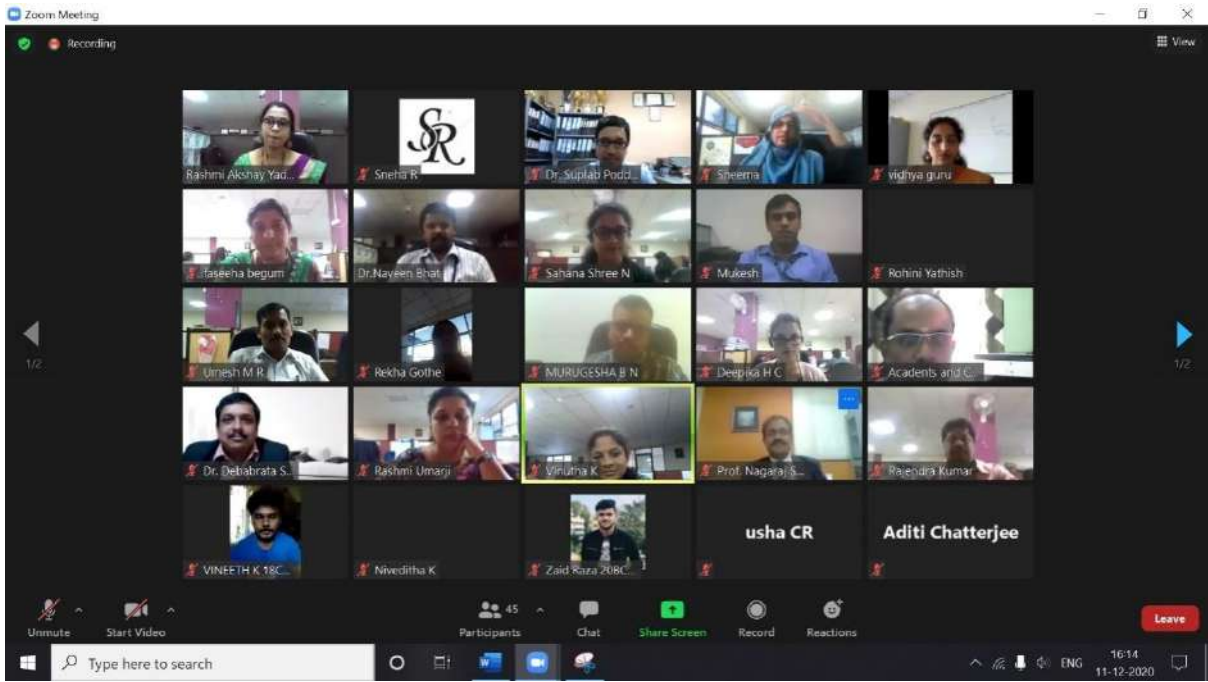 Zoom Meeting
Recording
View
Rashmi Akshay Yad...
SR
Sneha R
Dr. Suplab Podd...
Sheema
vidhya guru
faseeha begum
Dr.Naveen Bhat
Sahana Shree N
Mukesh
Rohini Yathish
Umesh M R
Rekha Gothe
MURUGESHA B N
Deepika H C
Acadents and C...
1/2
1/2
Dr. Debabrata S...
Rashmi Umarji
Vinutha K
Prof. Nagaraj S...
Rajendra Kumar
VINEETH K 18C...
Niveditha K
Zaid Raza 20BC...
usha CR
Aditi Chatterjee
Unmute
Start Video
45
Participants
Chat
Share Screen
Record
Reactions
Leave
Type here to search
ENG
16:14
11-12-2020